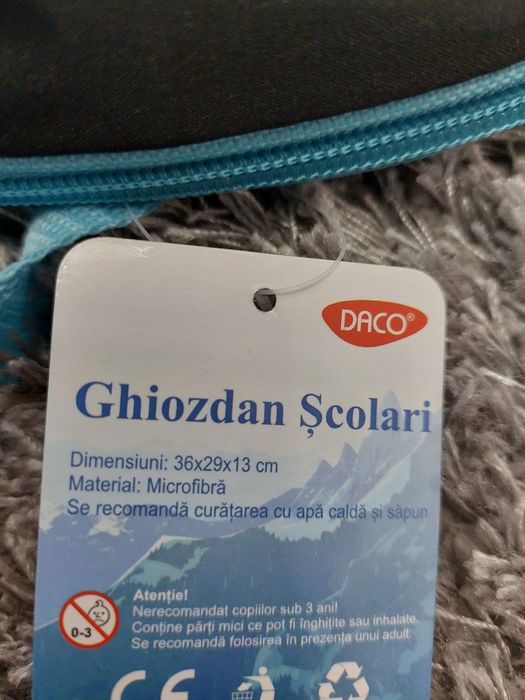 DACO®
Ghiozdan Școlari
Dimensiuni: 36x29x13 cm
Material: Microfibră
Se recomandă curățarea cu apă caldă și săpun
Atenție!
Nerecomandat copiilor sub 3 ani!
Conține părți mici ce pot fi înghițite sau inhalate.
Se recomandă folosirea în prezența unui adult.
0-3
CE